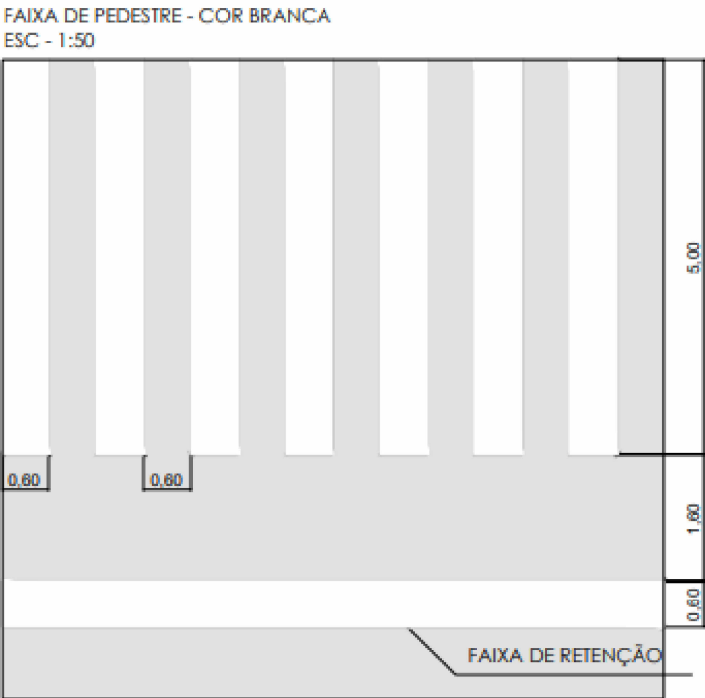 FAIXA DE PEDESTRE - COR BRANCA
ESC - 1:50
5,00
0,60
0,60
1,60
0,60
FAIXA DE RETENÇÃO